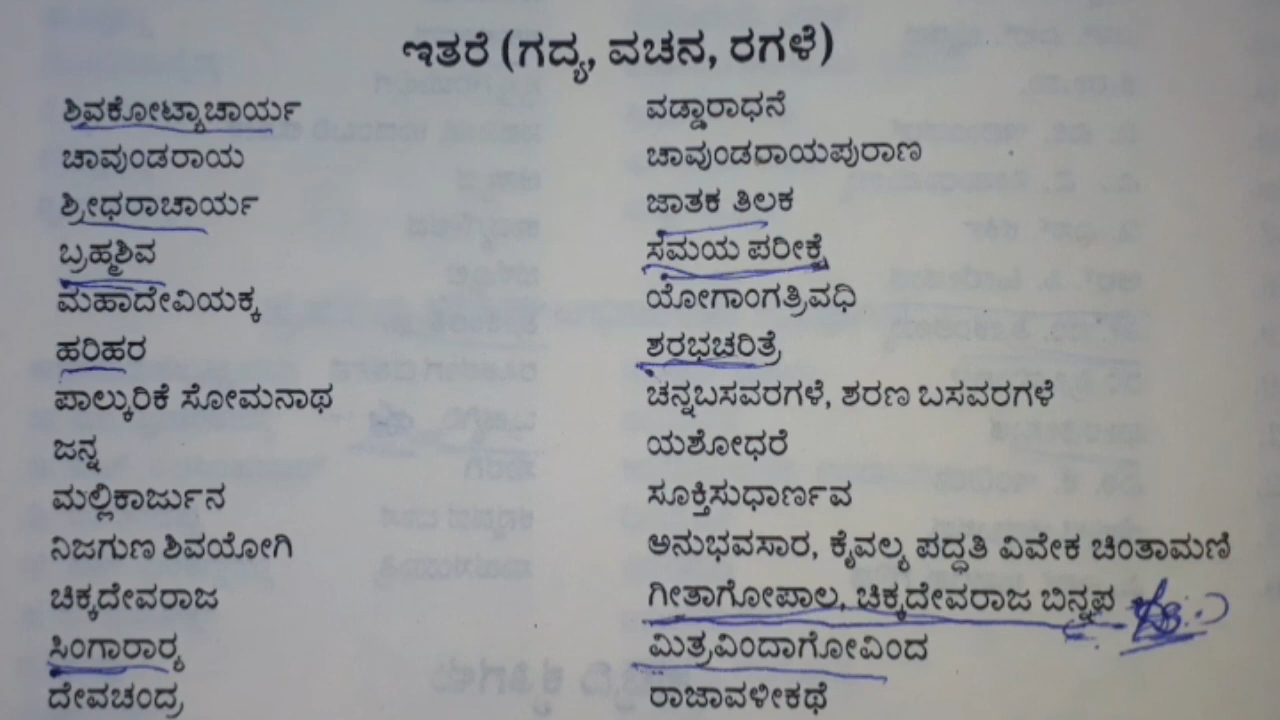 ಇತರೆ (ಗದ್ಯ, ವಚನ, ರಗಳೆ)
ಶಿವಕೋಟ್ಯಾಚಾರ್ಯ ವಡ್ಡಾರಾಧನೆ
ಚಾವುಂಡರಾಯ ಚಾವುಂಡರಾಯಪುರಾಣ
ಶ್ರೀಧರಾಚಾರ್ಯ ಜಾತಕ ತಿಲಕ
ಬ್ರಹ್ಮಶಿವ ಸಮಯ ಪರೀಕ್ಷೆ
ಮಹಾದೇವಿಯಕ್ಕ ಯೋಗಾಂಗತ್ರಿವಧಿ
ಹರಿಹರ ಶರಭಚರಿತ್ರೆ
ಪಾಲ್ಕುರಿಕೆ ಸೋಮನಾಥ ಚೆನ್ನಬಸವರಗಳೆ, ಶರಣ ಬಸವರಗಳೆ
ಜನ್ನ ಯಶೋಧರೆ
ಮಲ್ಲಿಕಾರ್ಜುನ ಸೂಕ್ತಿಸುಧಾರ್ಣವ
ನಿಜಗುಣ ಶಿವಯೋಗಿ ಅನುಭವಸಾರ, ಕೈವಲ್ಯ ಪದ್ಧತಿ ವಿವೇಕ ಚಿಂತಾಮಣಿ
ಚಿಕ್ಕದೇವರಾಜ ಗೀತಾಗೋಪಾಲ, ಚಿಕ್ಕದೇವರಾಜ ಬಿನ್ನಪ
ಸಿಂಗಾರಾರ್ಯ ಮಿತ್ರವಿಂದಾಗೋವಿಂದ
ದೇವಚಂದ್ರ ರಾಜಾವಳೀಕಥೆ